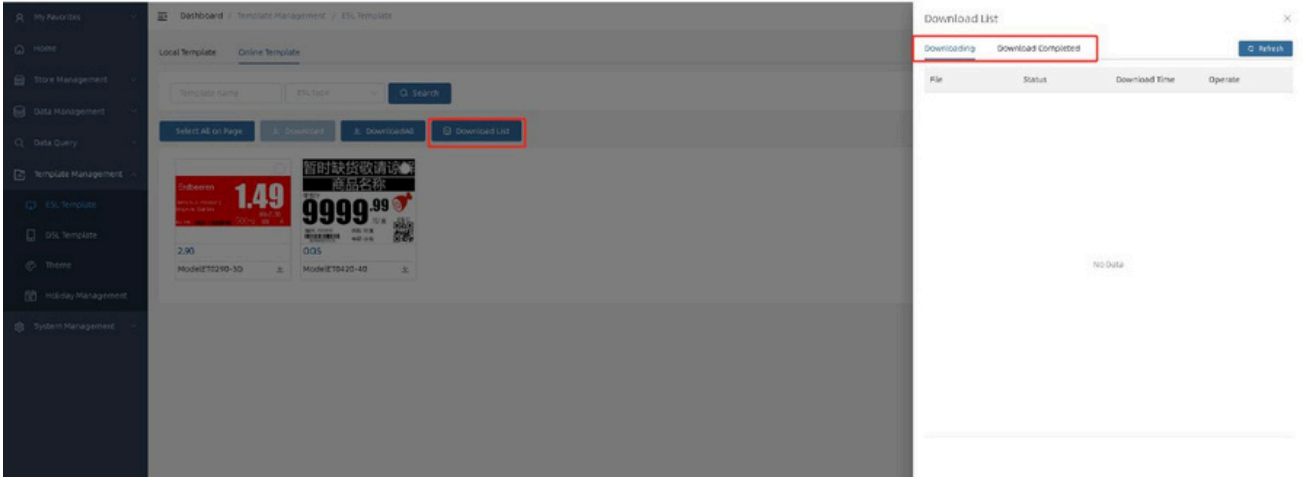 My Favorites
Home
Store Management
Data Management
Data Query
Template Management
ESL Template
DSL Template
Theme
Holiday Management
System Management
Dashboard / Template Management / ESL Template
Local Template Online Template
Template Name ESL Type Search
Select All on Page Download DownloadAll Download List
Erdbeeren
1.49
暂时缺货敬请谅解
商品名称
9999.99
2.90
QQS
ModelET0290-3D
ModelET0420-40
Download List
Downloading Download Completed Refresh
File Status Download Time Operate
No Data